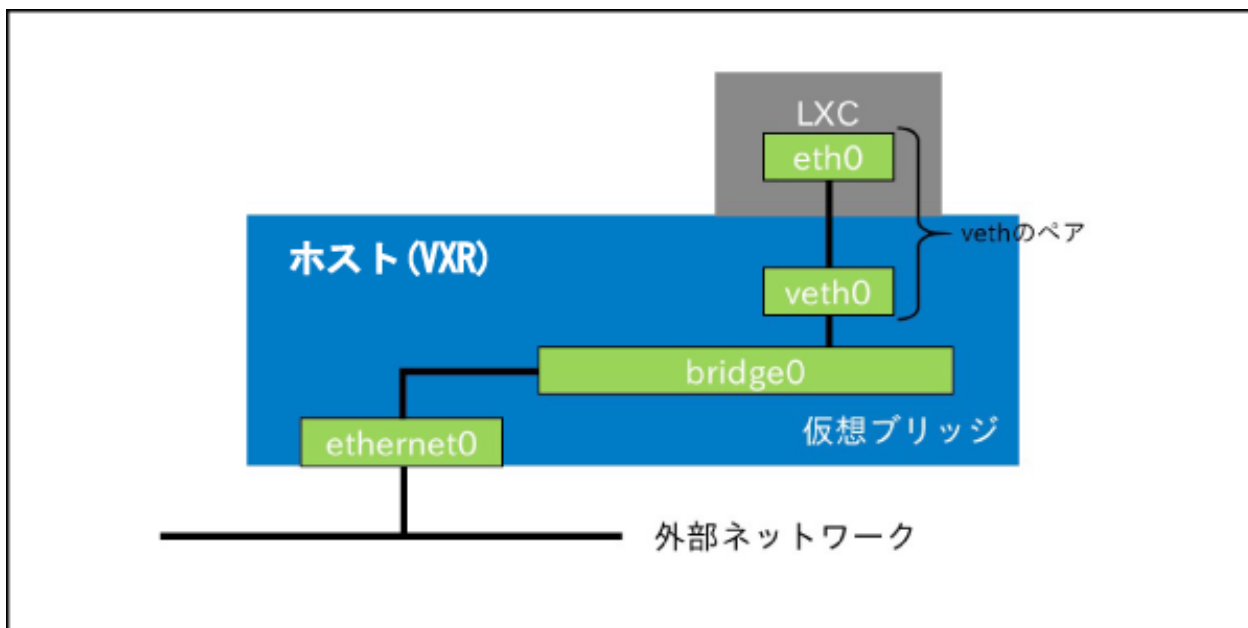 LXC
eth0
vethのペア
ホスト(VXR)
veth0
bridge0
仮想ブリッジ
ethernet0
外部ネットワーク